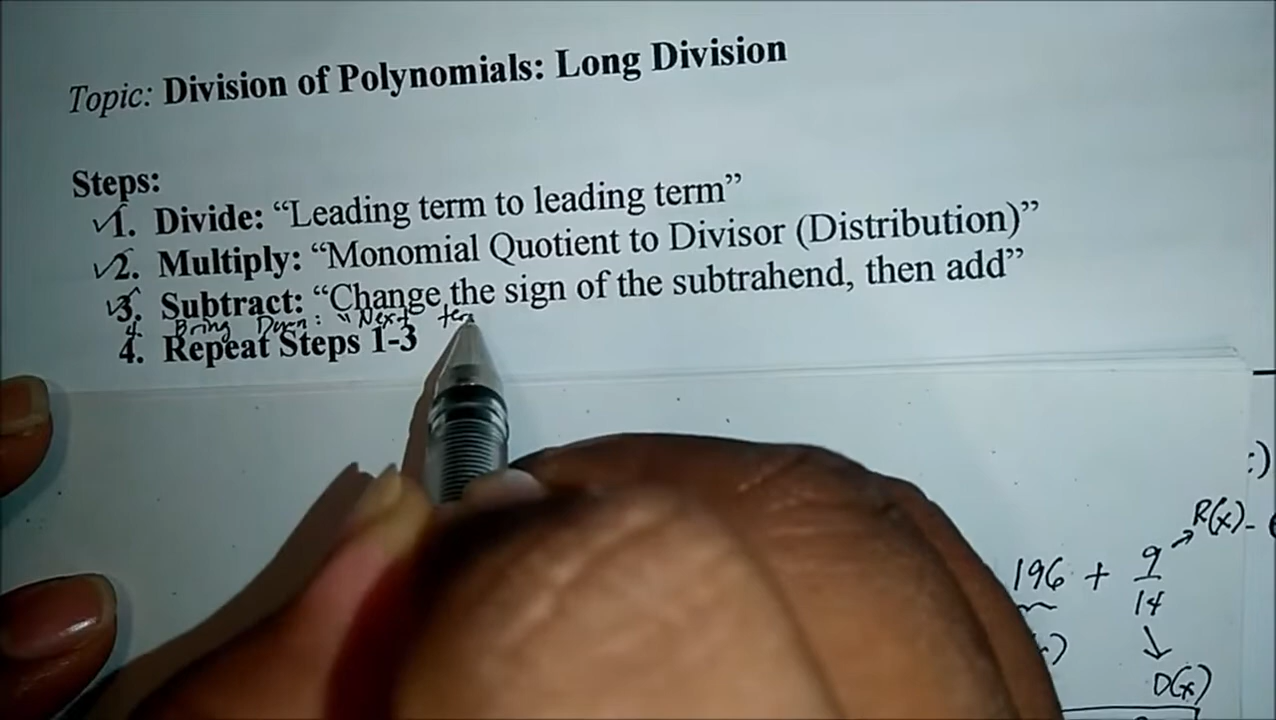 Topic: Division of Polynomials: Long Division
Steps:
✓1. Divide: “Leading term to leading term”
✓2. Multiply: “Monomial Quotient to Divisor (Distribution)”
✓3. Subtract: “Change the sign of the subtrahend, then add”
4. Bring Down: "Next ter
4. Repeat Steps 1-3
:)
R(x)
196 + 9
14
D(x)